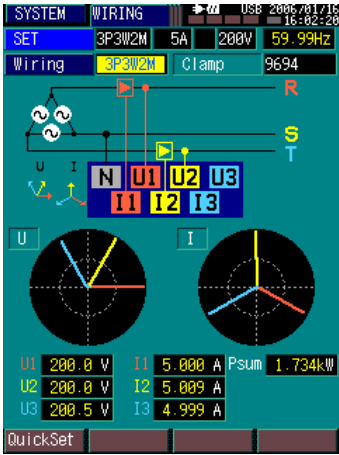 SYSTEM WIRING USB 2006/01/16
16:02:20
SET 3P3W2M 5A 200V 59.99Hz
Wiring 3P3W2M Clamp 9694
R
S
T
U I
N U1 U2 U3
I1 I2 I3
U I
U1 200.0 V I1 5.000 A Psum 1.734kW
U2 200.0 V I2 5.009 A
U3 200.5 V I3 4.999 A
QuickSet